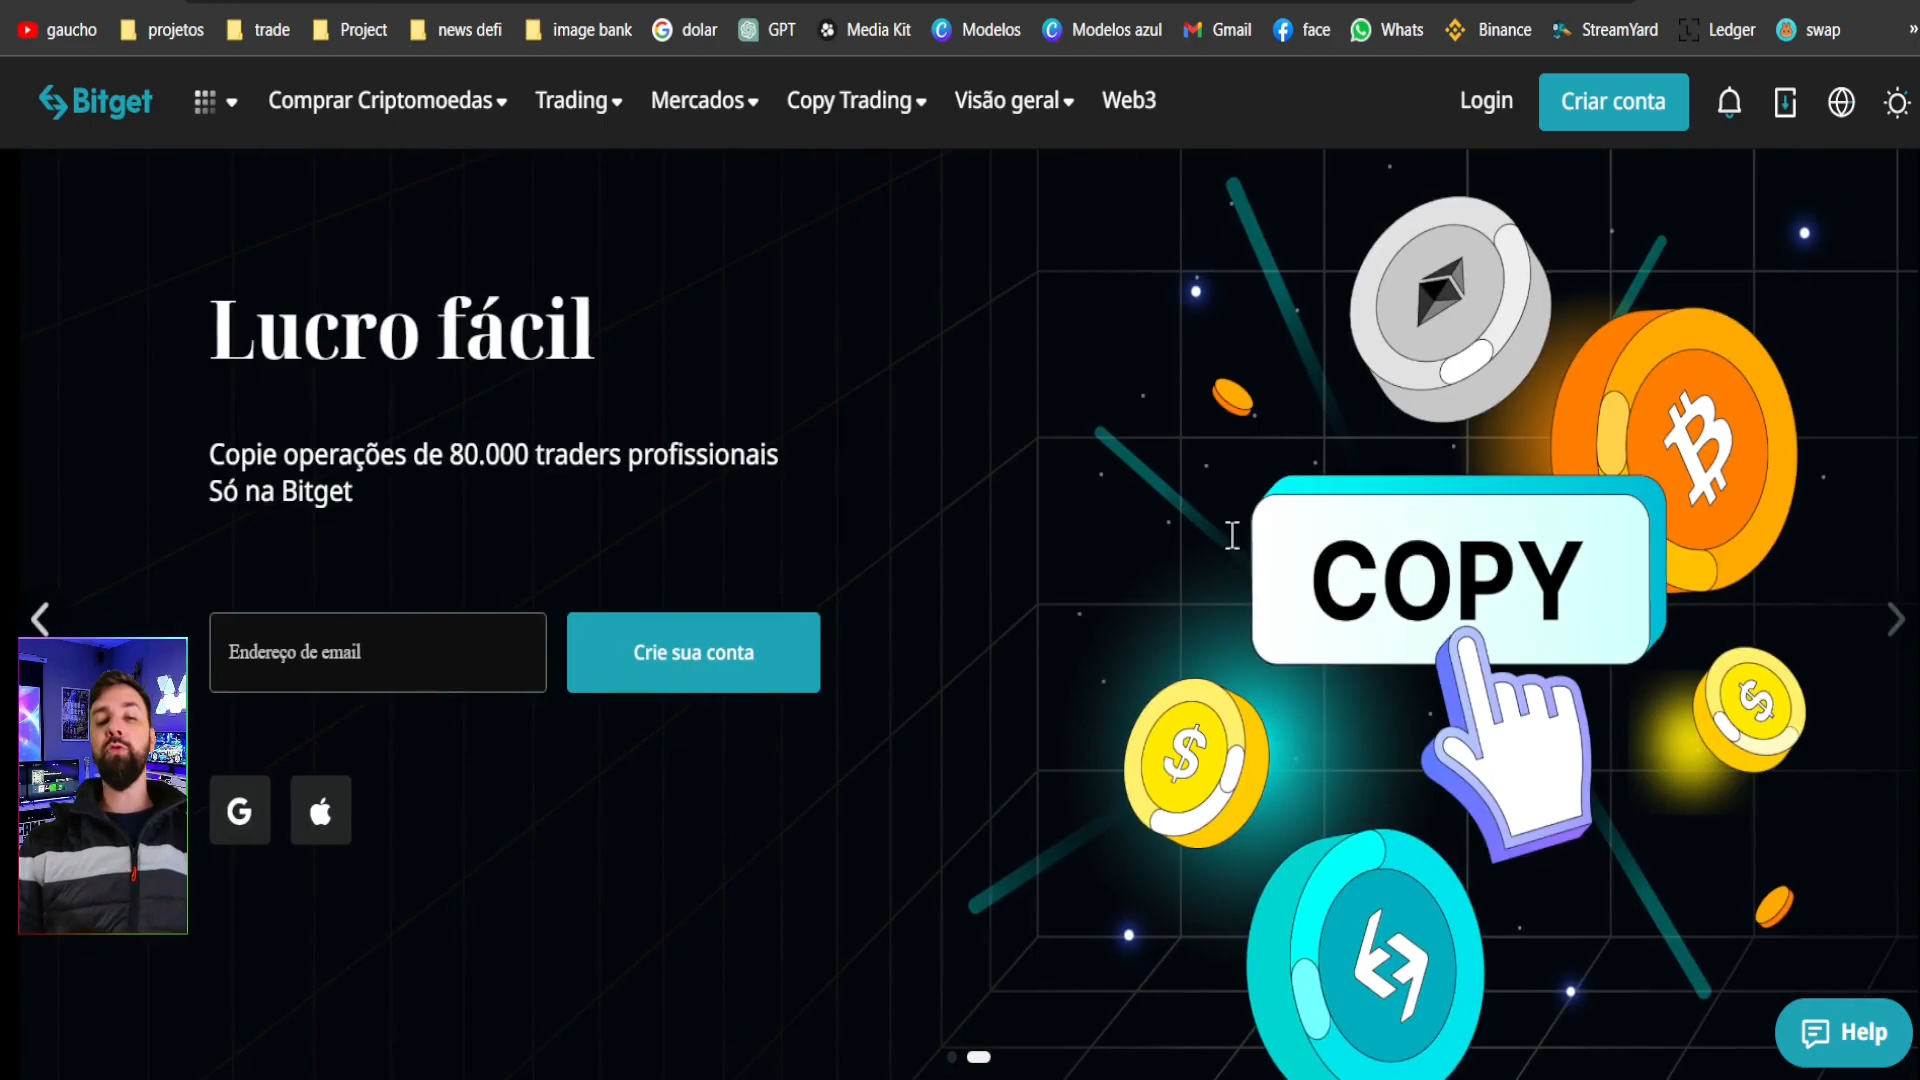 gaucho
projetos
trade
Project
news defi
image bank
dolar
GPT
Media Kit
Modelos
Modelos azul
Gmail
face
Whats
Binance
StreamYard
Ledger
swap
»
Bitget
Comprar Criptomoedas
Trading
Mercados
Copy Trading
Visão geral
Web3
Login
Criar conta
Lucro fácil
Copie operações de 80.000 traders profissionais
Só na Bitget
Endereço de email
Crie sua conta
COPY
Help